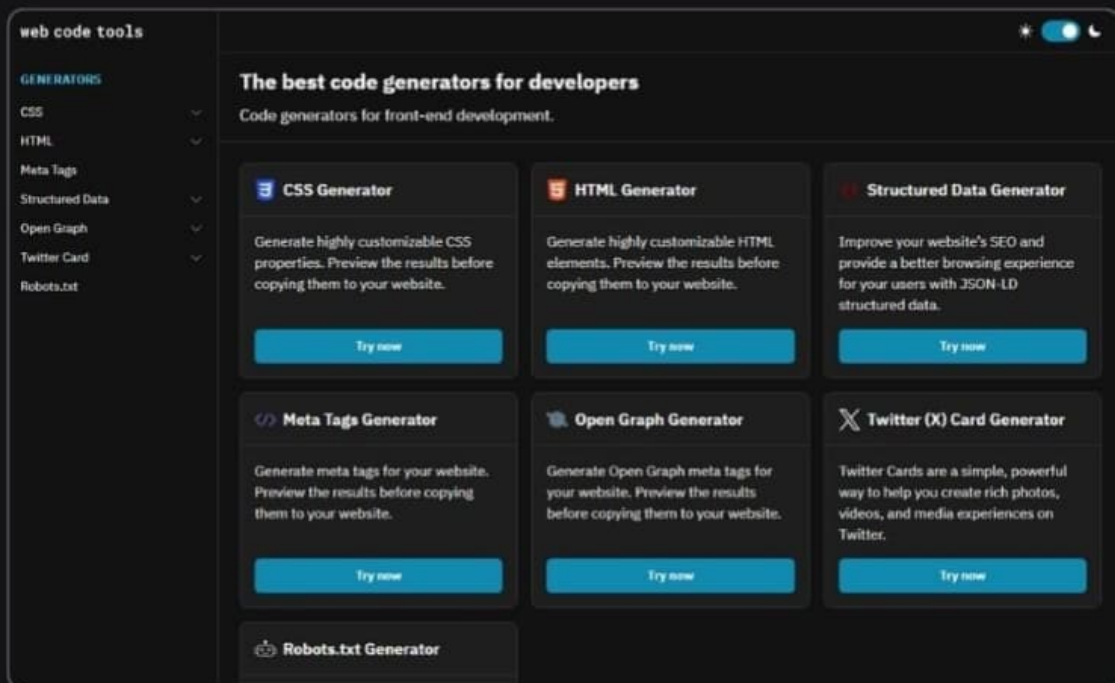 web code tools
GENERATORS
CSS
HTML
Meta Tags
Structured Data
Open Graph
Twitter Card
Robots.txt
The best code generators for developers
Code generators for front-end development.
CSS Generator
Generate highly customizable CSS
properties. Preview the results before
copying them to your website.
Try now
HTML Generator
Generate highly customizable HTML
elements. Preview the results before
copying them to your website.
Try now
Structured Data Generator
Improve your website's SEO and
provide a better browsing experience
for your users with JSON-LD
structured data.
Try now
Meta Tags Generator
Generate meta tags for your website.
Preview the results before copying
them to your website.
Try now
Open Graph Generator
Generate Open Graph meta tags for
your website. Preview the results
before copying them to your website.
Try now
Twitter (X) Card Generator
Twitter Cards are a simple, powerful
way to help you create rich photos,
videos, and media experiences on
Twitter.
Try now
Robots.txt Generator